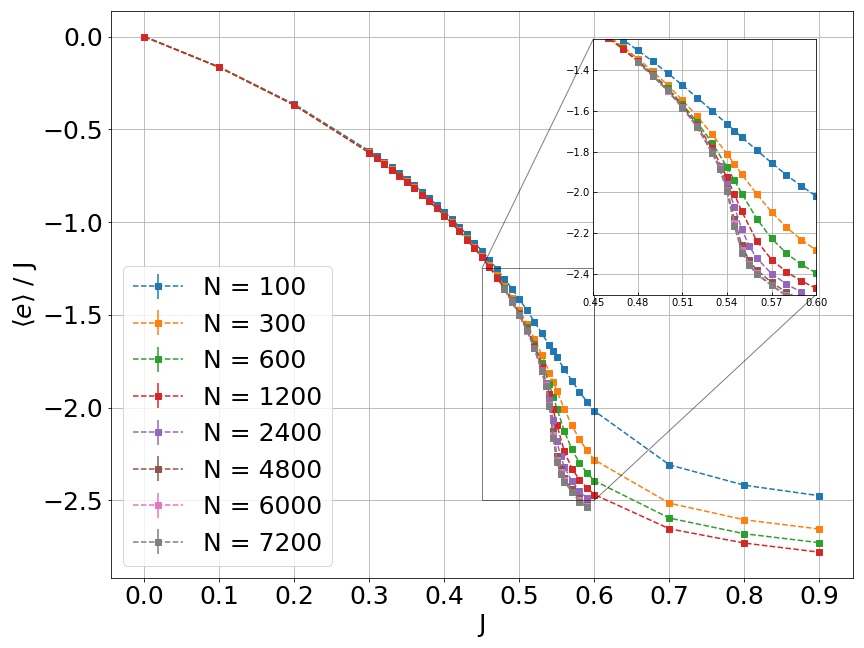 0.0
−0.5
−1.0
−1.5
−2.0
−2.5
⟨e⟩ / J
−1.4
−1.6
−1.8
−2.0
−2.2
−2.4
0.45 0.48 0.51 0.54 0.57 0.60
N = 100
N = 300
N = 600
N = 1200
N = 2400
N = 4800
N = 6000
N = 7200
0.0 0.1 0.2 0.3 0.4 0.5 0.6 0.7 0.8 0.9
J